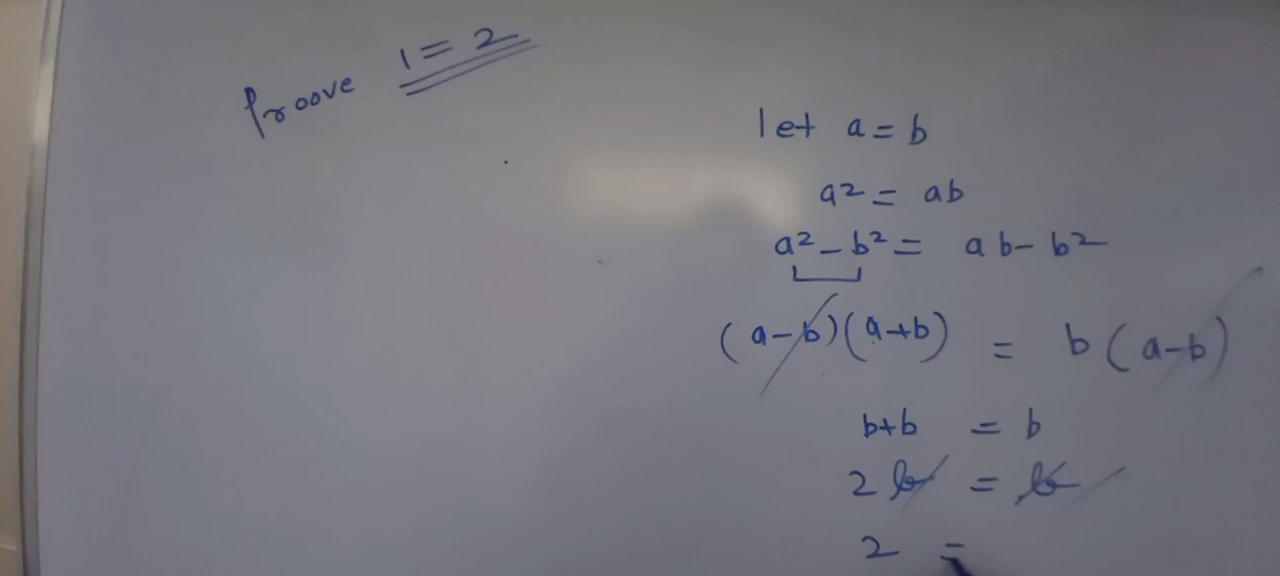 Proove 1 = 2
let a = b
a² = ab
a² - b² = ab - b²
(a-b)(a+b) = b(a-b)
b+b = b
2b = b
2 =